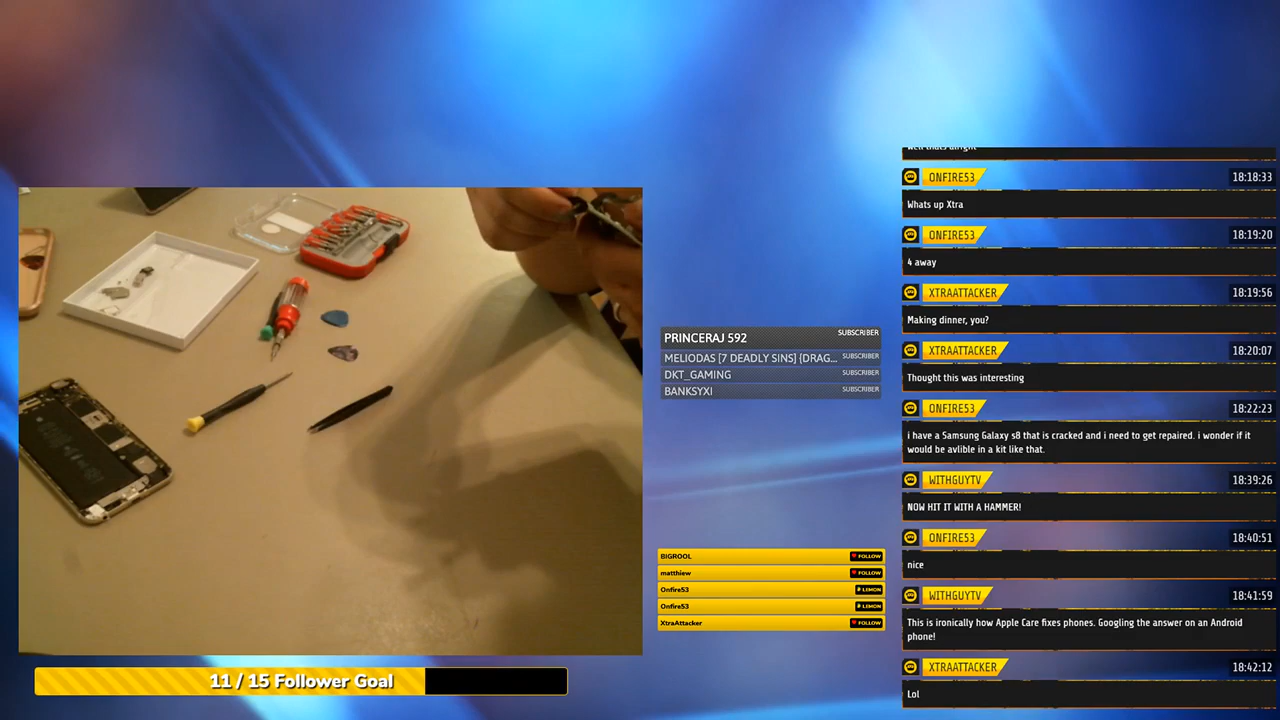 well thats alright
ONFIRE53 18:18:33
Whats up Xtra
ONFIRE53 18:19:20
4 away
XTRAATTACKER 18:19:56
Making dinner, you?
XTRAATTACKER 18:20:07
Thought this was interesting
ONFIRE53 18:22:23
i have a Samsung Galaxy s8 that is cracked and i need to get repaired. i wonder if it
would be avlible in a kit like that.
WITHGUYTV 18:39:26
NOW HIT IT WITH A HAMMER!
ONFIRE53 18:40:51
nice
WITHGUYTV 18:41:59
This is ironically how Apple Care fixes phones. Googling the answer on an Android
phone!
XTRAATTACKER 18:42:12
Lol
PRINCERAJ 592 SUBSCRIBER
MELIODAS [7 DEADLY SINS] {DRAG... SUBSCRIBER
DKT_GAMING SUBSCRIBER
BANKSYXI SUBSCRIBER
BIGROOL FOLLOW
matthiew FOLLOW
Onfire53 LEMON
Onfire53 LEMON
XtraAttacker FOLLOW
11 / 15 Follower Goal